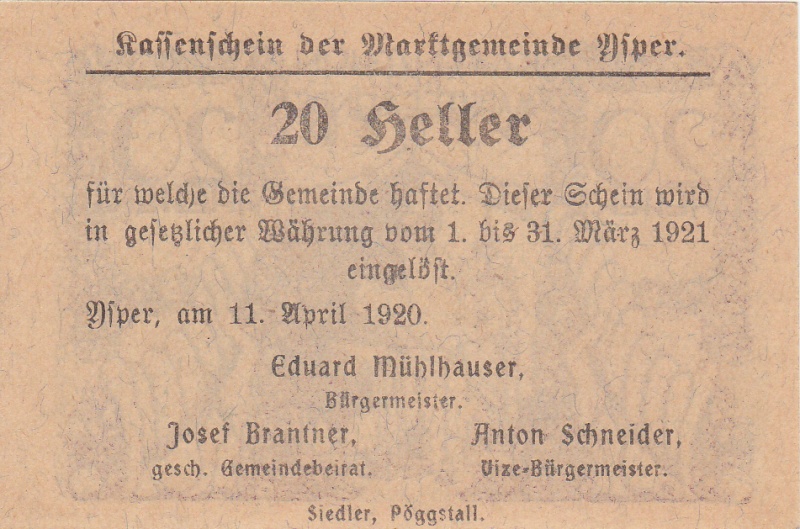 Kassenschein der Marktgemeinde Ysper.
20 Heller
für welche die Gemeinde haftet. Dieser Schein wird
in gesetzlicher Währung vom 1. bis 31. März 1921
eingelöst.
Ysper, am 11. April 1920.
Eduard Mühlhauser,
Bürgermeister.
Josef Brantner, Anton Schneider,
gesch. Gemeindebeirat. Vize-Bürgermeister.
Siedler, Pöggstall.